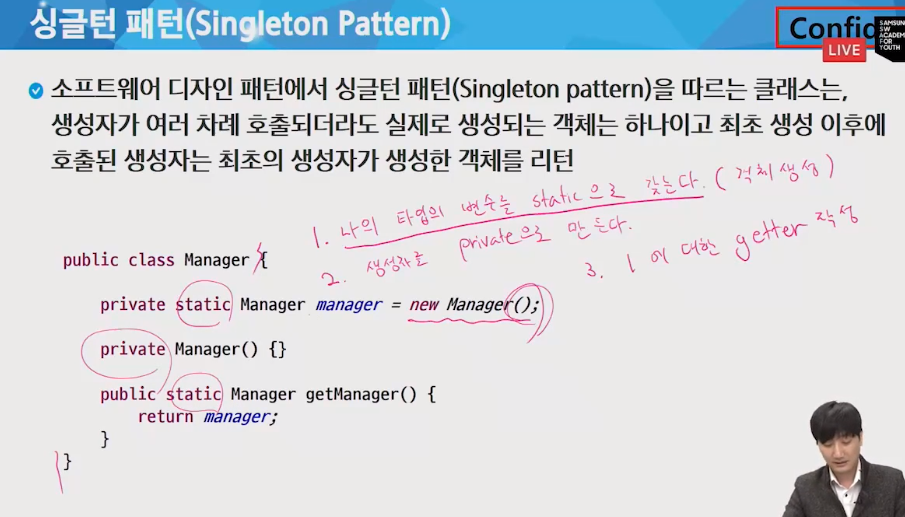 싱글턴 패턴(Singleton Pattern)
Confid
LIVE
SAMSUNG
SW
ACADEM
FOR
YOUTH
소프트웨어 디자인 패턴에서 싱글턴 패턴(Singleton pattern)을 따르는 클래스는,
생성자가 여러 차례 호출되더라도 실제로 생성되는 객체는 하나이고 최초 생성 이후에
호출된 생성자는 최초의 생성자가 생성한 객체를 리턴
1. 나의 타입의 변수를 static으로 갖는다. (객체 생성)
2. 생성자로 private으로 만든다.
3. 1에 대한 getter 작성
public class Manager {
private static Manager manager = new Manager();
private Manager() {}
public static Manager getManager() {
return manager;
}
}